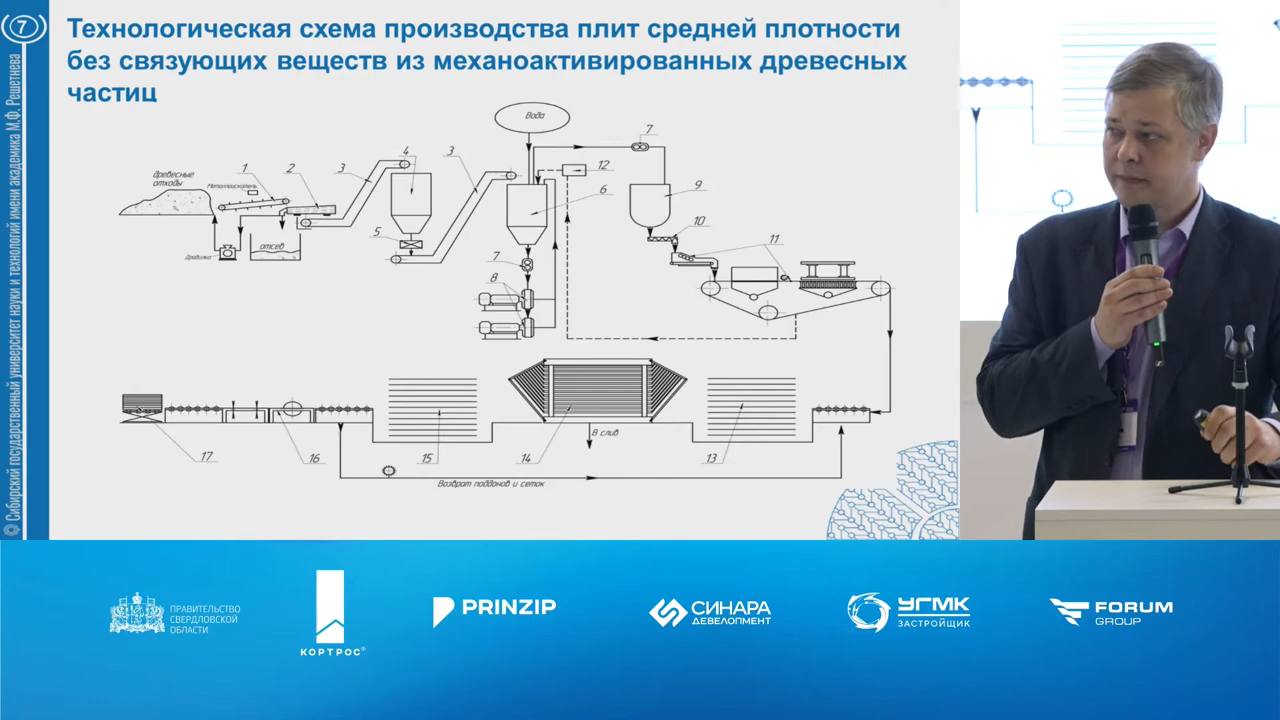 7
Технологическая схема производства плит средней плотности
без связующих веществ из механоактивированных древесных
частиц
Сибирский государственный университет науки и технологий имени академика М.Ф. Решетнева
Вода
Древесные
отходы
Металлоискатель
1
2
3
4
3
7
12
6
9
10
11
5
7
8
отсев
Дробилка
17
16
15
14
13
В слив
Возврат поддонов и сеток
ПРАВИТЕЛЬСТВО
СВЕРДЛОВСКОЙ
ОБЛАСТИ
КОРТРОС®
PRINZIP
СИНАРА
ДЕВЕЛОПМЕНТ
УГМК
ЗАСТРОЙЩИК
FORUM
GROUP